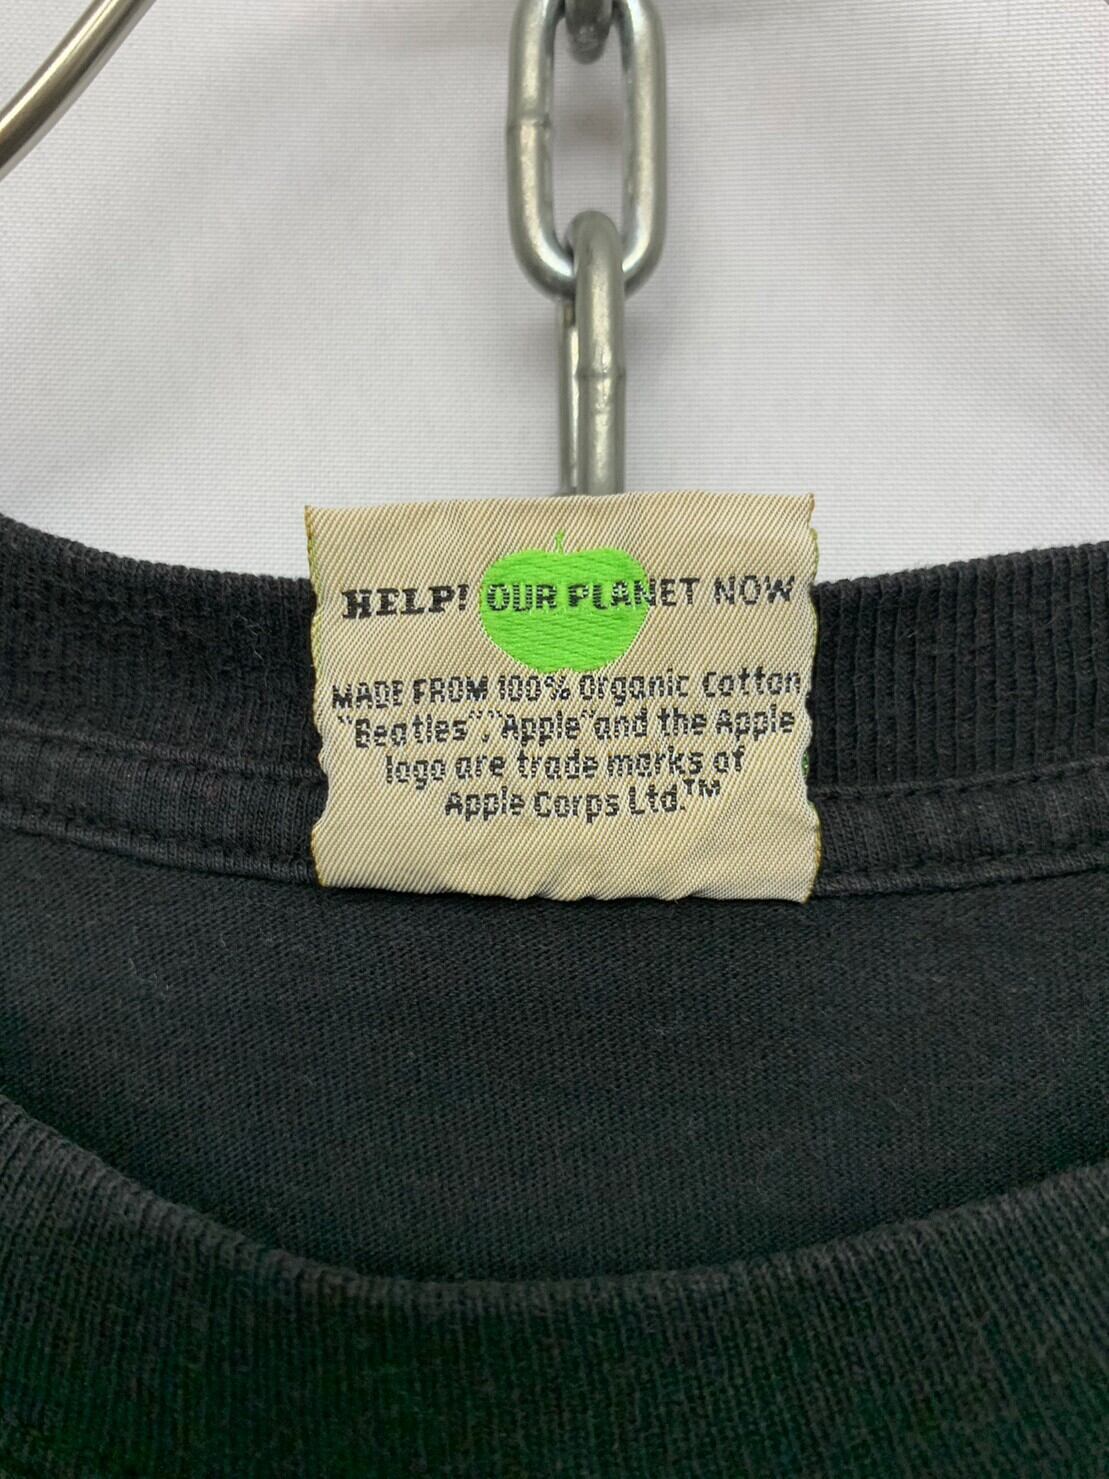 HELP! OUR PLANET NOW
MADE FROM 100% Organic Cotton
"Beatles","Apple"and the Apple
logo are trade marks of
Apple Corps Ltd.™